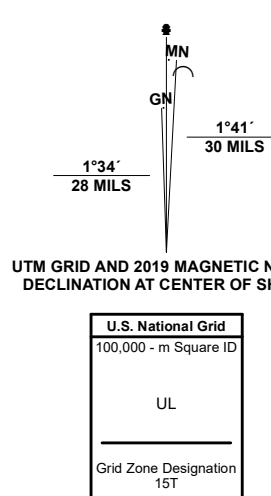 MN
GN
1°41´
30 MILS
1°34´
28 MILS
UTM GRID AND 2019 MAGNETIC N
DECLINATION AT CENTER OF SH
U.S. National Grid
100,000 - m Square ID
UL
Grid Zone Designation
15T